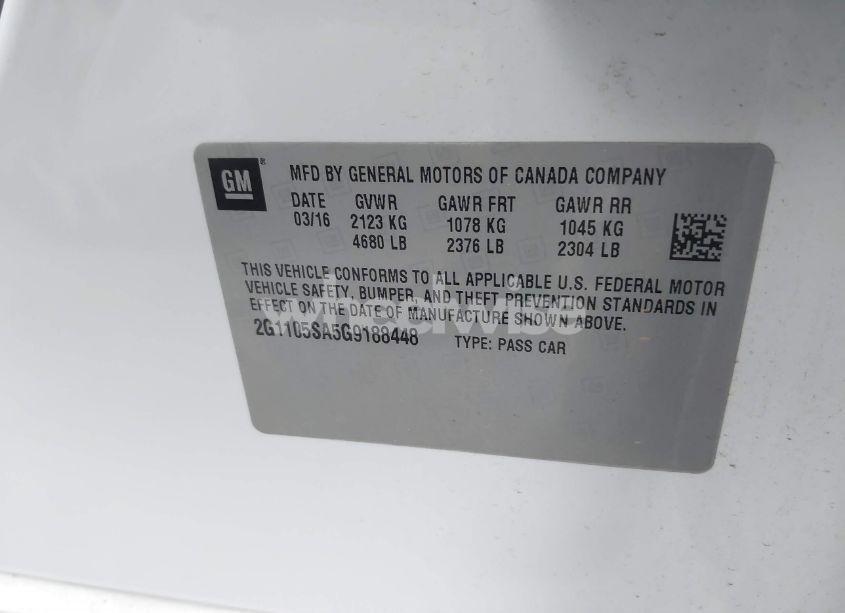 GM
®
MFD BY GENERAL MOTORS OF CANADA COMPANY
DATE GVWR GAWR FRT GAWR RR
03/16 2123 KG 1078 KG 1045 KG
4680 LB 2376 LB 2304 LB
THIS VEHICLE CONFORMS TO ALL APPLICABLE U.S. FEDERAL MOTOR
VEHICLE SAFETY, BUMPER, AND THEFT PREVENTION STANDARDS IN
EFFECT ON THE DATE OF MANUFACTURE SHOWN ABOVE.
2G1105SA5G9188448 TYPE: PASS CAR